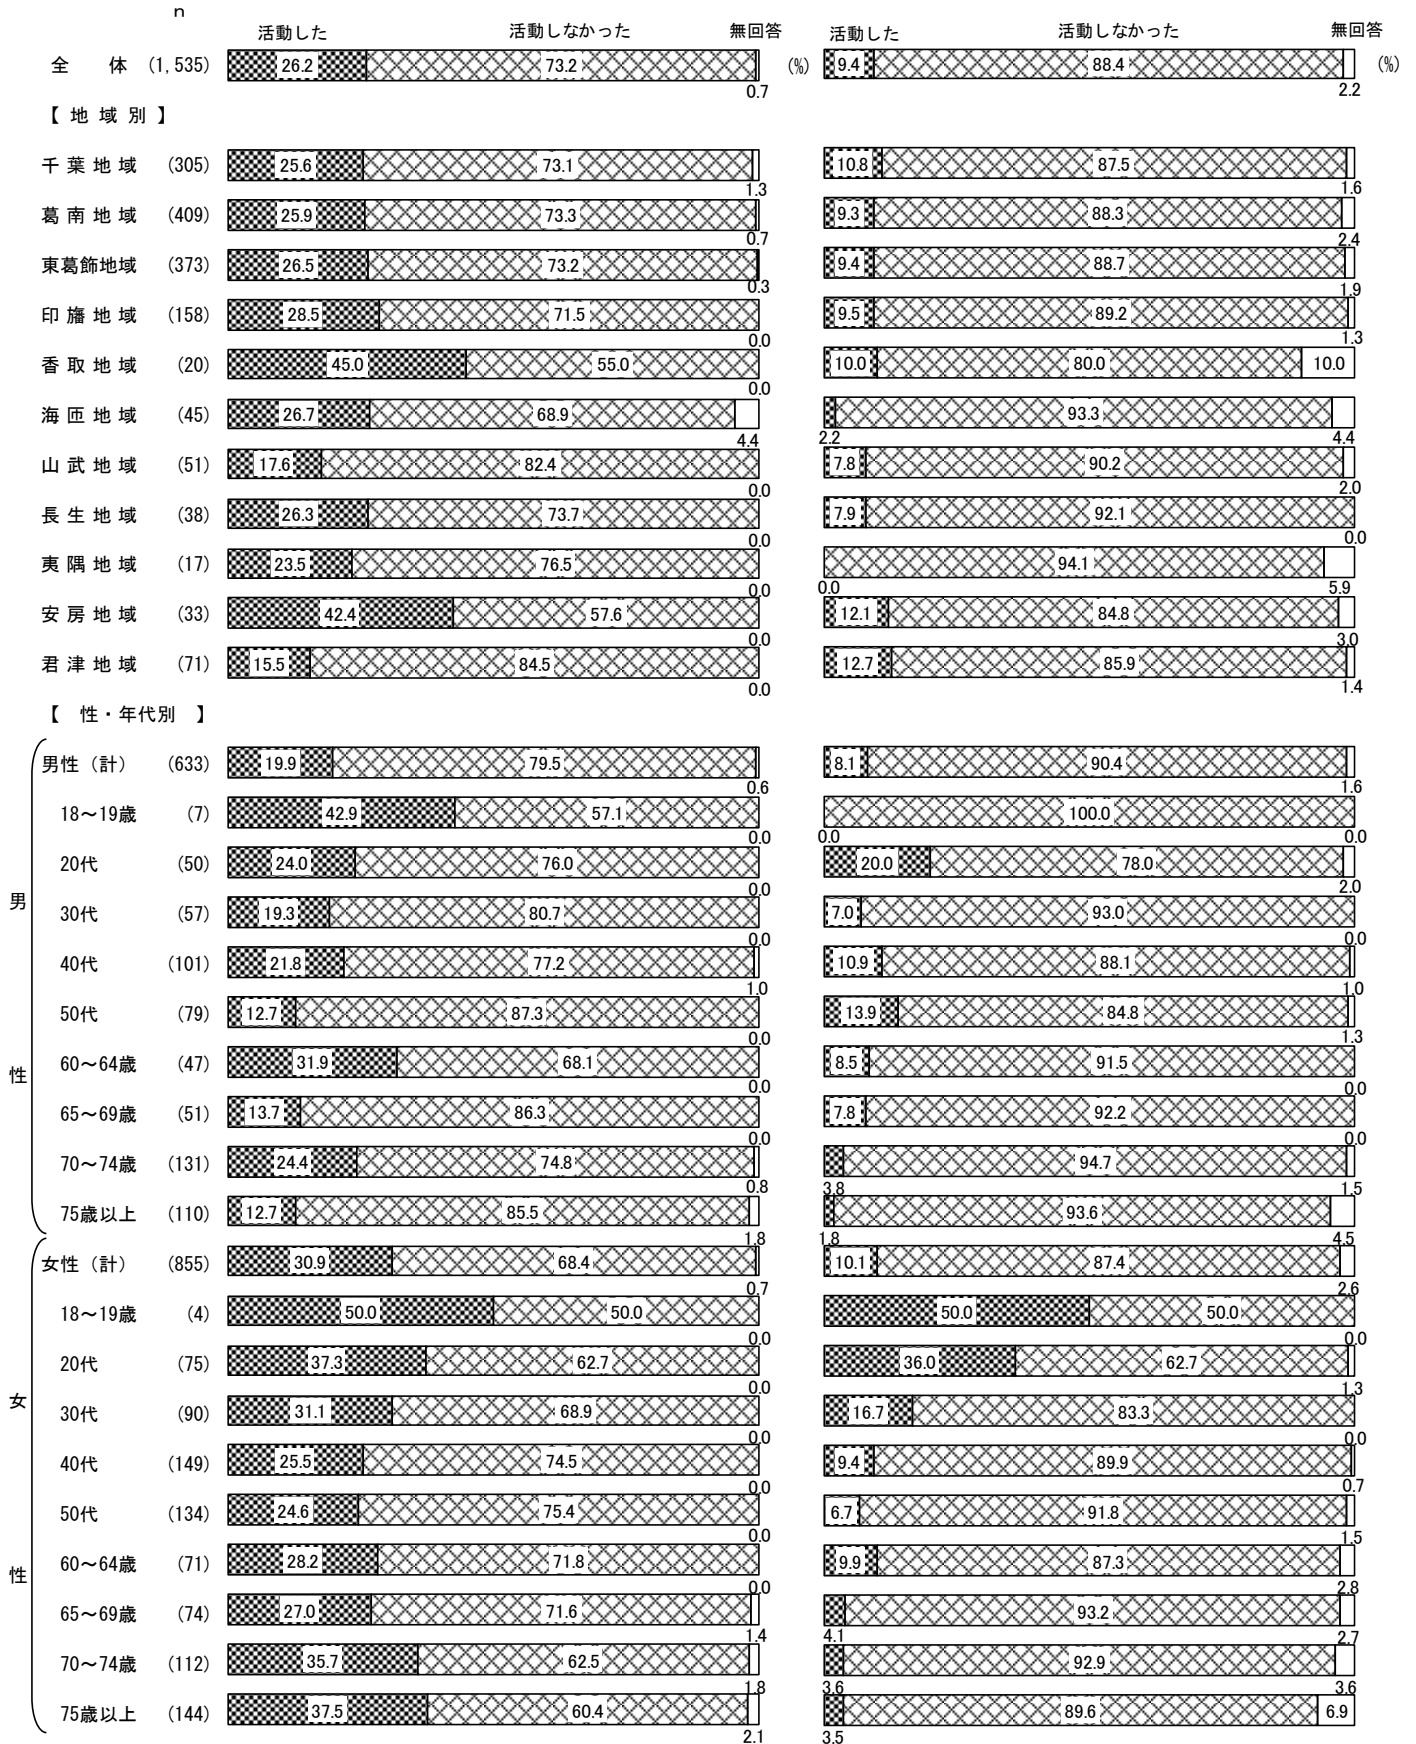 n
活動した 活動しなかった 無回答 活動した 活動しなかった 無回答
全 体 (1,535) 26.2 73.2 (%) 9.4 88.4 (%)
0.7 2.2
【 地 域 別 】
千 葉 地 域 (305) 25.6 73.1 10.8 87.5
1.3 1.6
葛 南 地 域 (409) 25.9 73.3 9.3 88.3
0.7 2.4
東葛飾地域 (373) 26.5 73.2 9.4 88.7
0.3 1.9
印 旛 地 域 (158) 28.5 71.5 9.5 89.2
0.0 1.3
香 取 地 域 (20) 45.0 55.0 10.0 80.0 10.0
0.0
海 匝 地 域 (45) 26.7 68.9 93.3
4.4 2.2 4.4
山 武 地 域 (51) 17.6 82.4 7.8 90.2
0.0 2.0
長 生 地 域 (38) 26.3 73.7 7.9 92.1
0.0 0.0
夷 隅 地 域 (17) 23.5 76.5 94.1
0.0 0.0 5.9
安 房 地 域 (33) 42.4 57.6 12.1 84.8
0.0 3.0
君 津 地 域 (71) 15.5 84.5 12.7 85.9
0.0 1.4
【 性・年代別 】
男性（計） (633) 19.9 79.5 8.1 90.4
0.6 1.6
18～19歳 (7) 42.9 57.1 100.0
0.0 0.0 0.0
20代 (50) 24.0 76.0 20.0 78.0
0.0 2.0
男
30代 (57) 19.3 80.7 7.0 93.0
0.0 0.0
40代 (101) 21.8 77.2 10.9 88.1
1.0 1.0
50代 (79) 12.7 87.3 13.9 84.8
0.0 1.3
性
60～64歳 (47) 31.9 68.1 8.5 91.5
0.0 0.0
65～69歳 (51) 13.7 86.3 7.8 92.2
0.0 0.0
70～74歳 (131) 24.4 74.8 94.7
0.8 3.8 1.5
75歳以上 (110) 12.7 85.5 93.6
1.8 1.8 4.5
女性（計） (855) 30.9 68.4 10.1 87.4
0.7 2.6
18～19歳 (4) 50.0 50.0 50.0 50.0
0.0 0.0
20代 (75) 37.3 62.7 36.0 62.7
0.0 1.3
女
30代 (90) 31.1 68.9 16.7 83.3
0.0 0.0
40代 (149) 25.5 74.5 9.4 89.9
0.0 0.7
50代 (134) 24.6 75.4 6.7 91.8
0.0 1.5
性
60～64歳 (71) 28.2 71.8 9.9 87.3
0.0 2.8
65～69歳 (74) 27.0 71.6 93.2
1.4 4.1 2.7
70～74歳 (112) 35.7 62.5 92.9
1.8 3.6 3.6
75歳以上 (144) 37.5 60.4 89.6 6.9
2.1 3.5